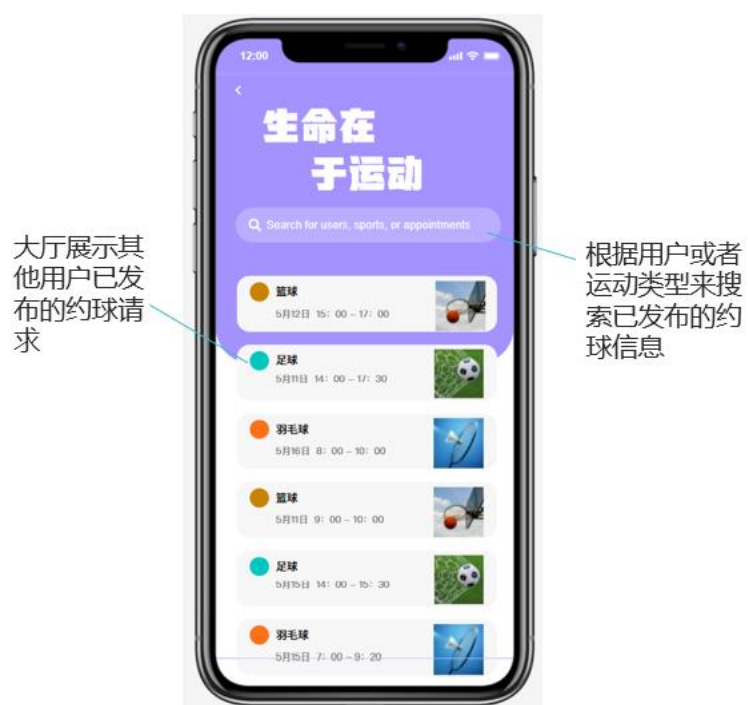 12:00
生命在
于运动
Search for users, sports, or appointments
大厅展示其
他用户已发
布的约球请
求
根据用户或者
运动类型来搜
索已发布的约
球信息
篮球
5月12日 15：00 – 17：00
足球
5月11日 14：00 – 17：30
羽毛球
5月16日 8：00 – 10：00
篮球
5月11日 9：00 – 10：00
足球
5月15日 14：00 – 15：30
羽毛球
5月15日 7：00 – 9：20